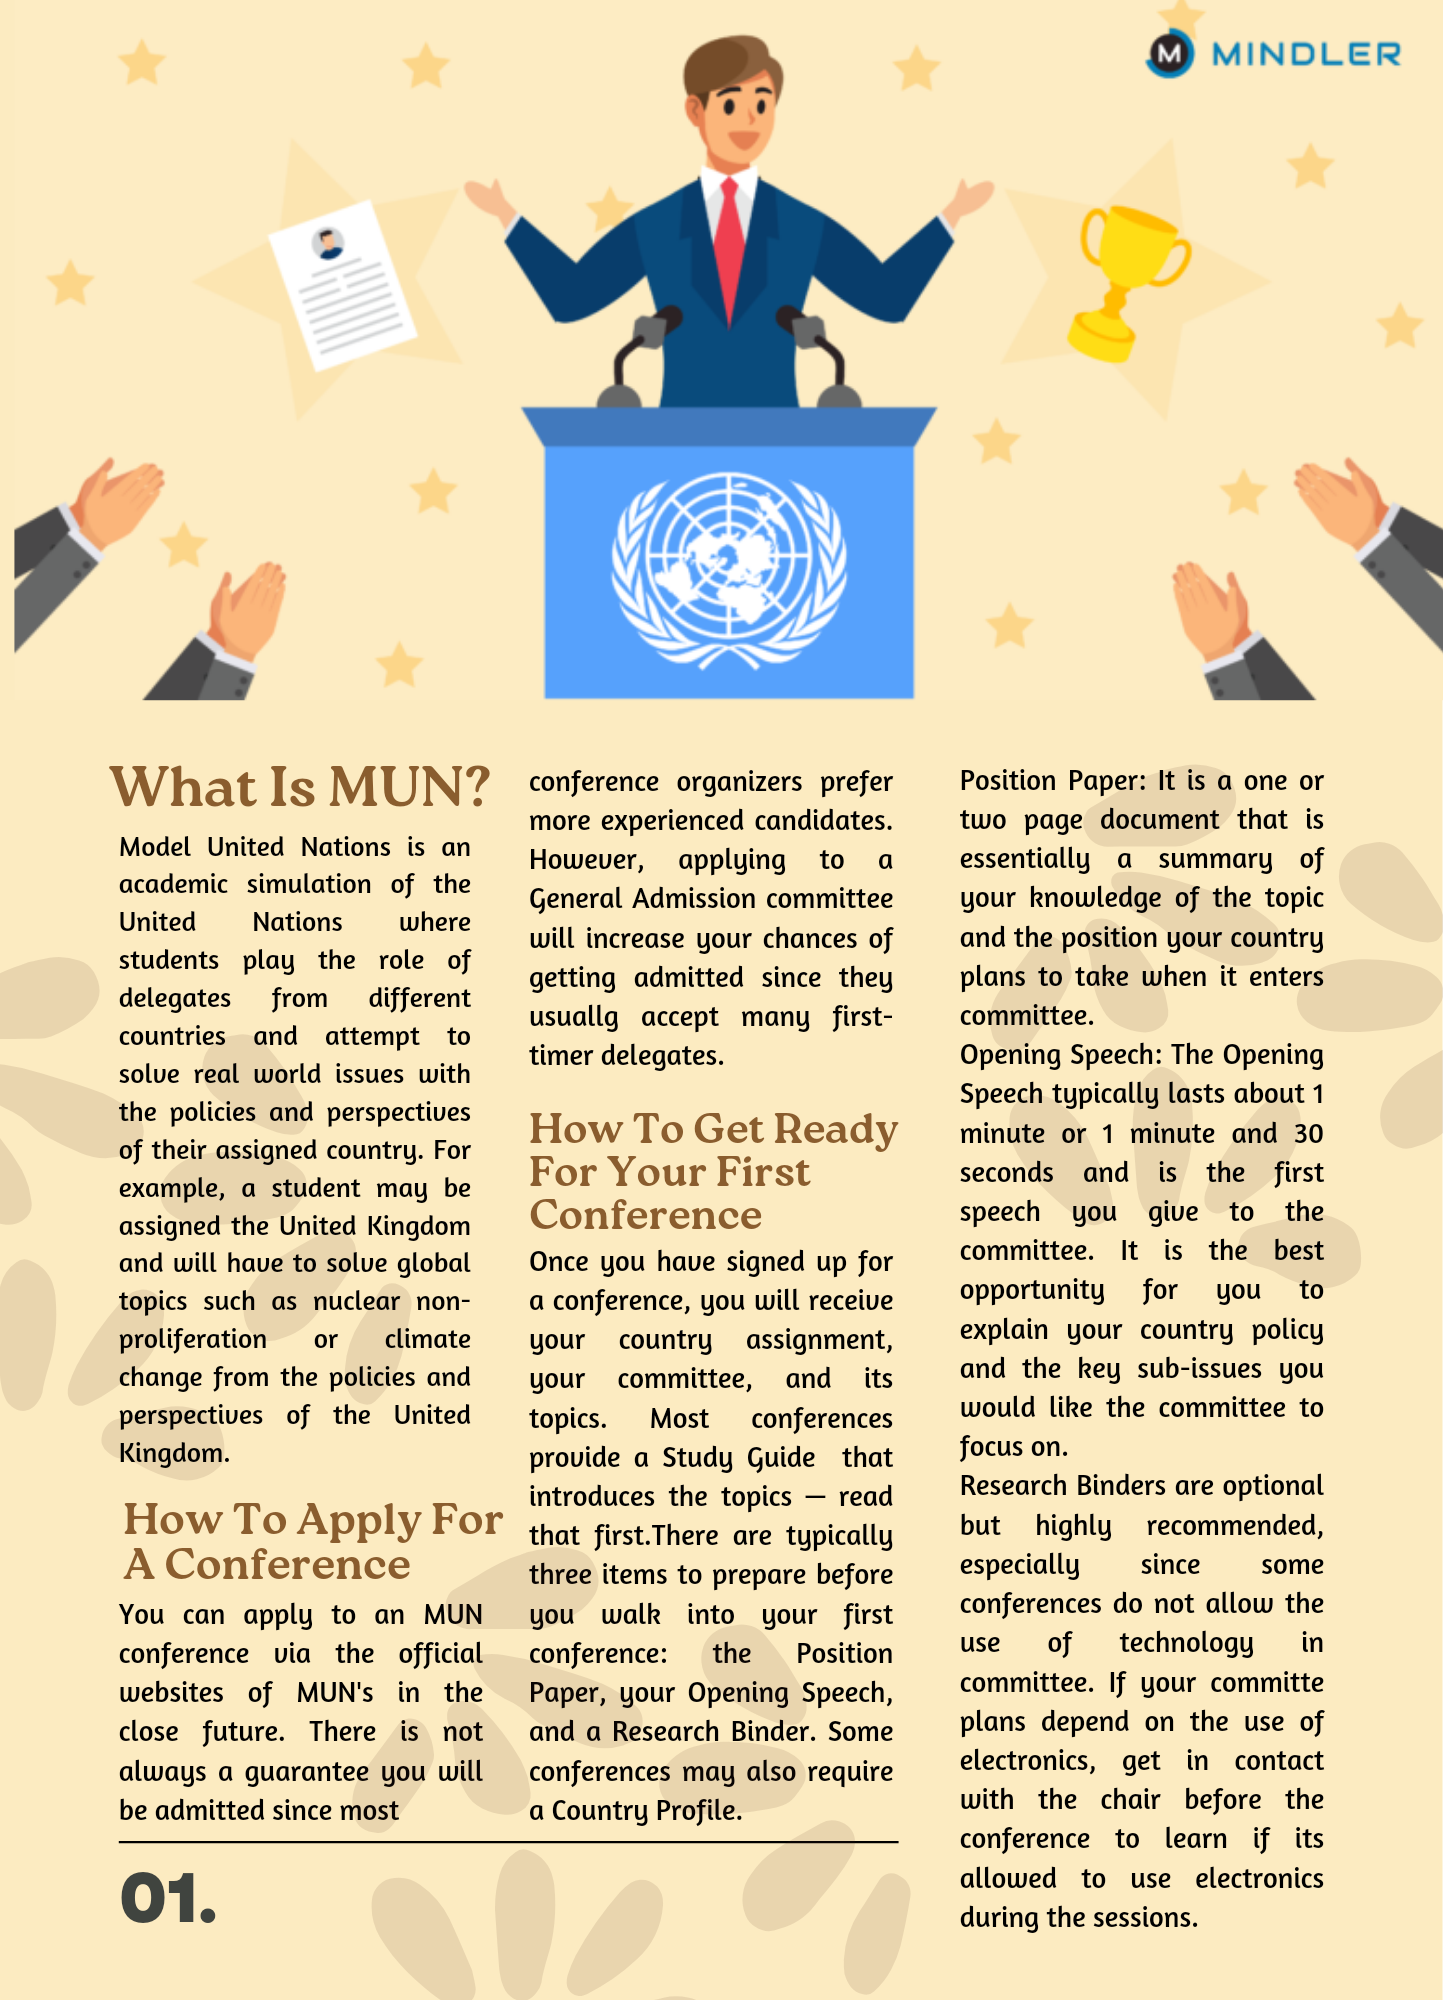 M MINDLER
What Is MUN?
Model United Nations is an
academic simulation of the
United Nations where
students play the role of
delegates from different
countries and attempt to
solve real world issues with
the policies and perspectives
of their assigned country. For
example, a student may be
assigned the United Kingdom
and will have to solve global
topics such as nuclear non-
proliferation or climate
change from the policies and
perspectives of the United
Kingdom.
How To Apply For
A Conference
You can apply to an MUN
conference via the official
websites of MUN's in the
close future. There is not
always a guarantee you will
be admitted since most
conference organizers prefer
more experienced candidates.
However, applying to a
General Admission committee
will increase your chances of
getting admitted since they
usuallg accept many first-
timer delegates.
How To Get Ready
For Your First
Conference
Once you have signed up for
a conference, you will receive
your country assignment,
your committee, and its
topics. Most conferences
provide a Study Guide that
introduces the topics — read
that first.There are typically
three items to prepare before
you walk into your first
conference: the Position
Paper, your Opening Speech,
and a Research Binder. Some
conferences may also require
a Country Profile.
Position Paper: It is a one or
two page document that is
essentially a summary of
your knowledge of the topic
and the position your country
plans to take when it enters
committee.
Opening Speech: The Opening
Speech typically lasts about 1
minute or 1 minute and 30
seconds and is the first
speech you give to the
committee. It is the best
opportunity for you to
explain your country policy
and the key sub-issues you
would like the committee to
focus on.
Research Binders are optional
but highly recommended,
especially since some
conferences do not allow the
use of technology in
committee. If your committe
plans depend on the use of
electronics, get in contact
with the chair before the
conference to learn if its
allowed to use electronics
during the sessions.
01.